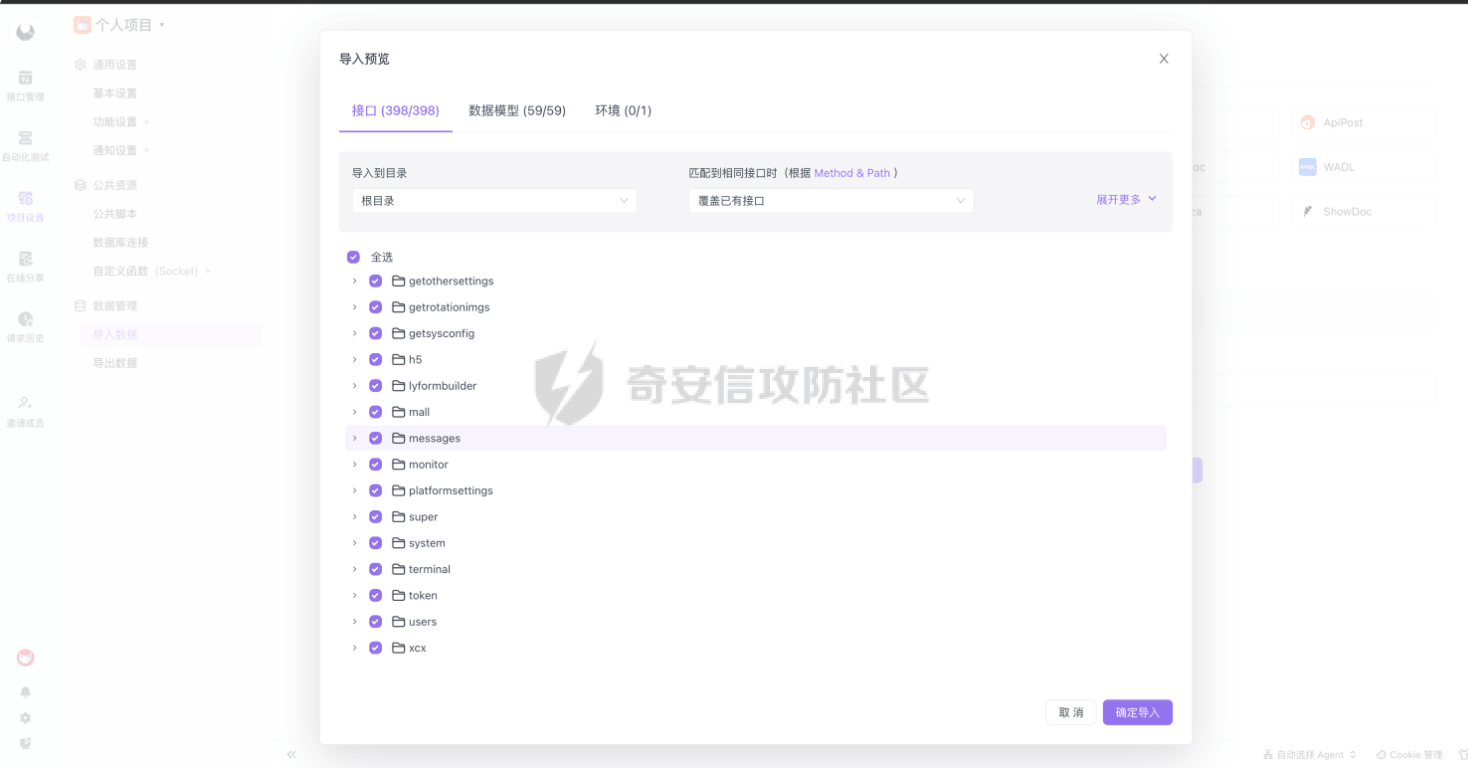 个人项目
通用设置
基本设置
功能设置
通知设置
公共资源
公共脚本
数据库连接
自定义函数 (Socket)
数据管理
导入数据
导出数据
接口管理
自动化测试
项目设置
在线分享
请求历史
邀请成员
导入预览
接口 (398/398) 数据模型 (59/59) 环境 (0/1)
导入到目录 匹配到相同接口时（根据 Method & Path ）
根目录 覆盖已有接口 展开更多
全选
getothersettings
getrotationimgs
getsysconfig
h5
lyformbuilder
mall
messages
monitor
platformsettings
super
system
terminal
token
users
xcx
奇安信攻防社区
取消 确定导入
ApiPost
oc WADL
za ShowDoc
自动选择 Agent Cookie 管理